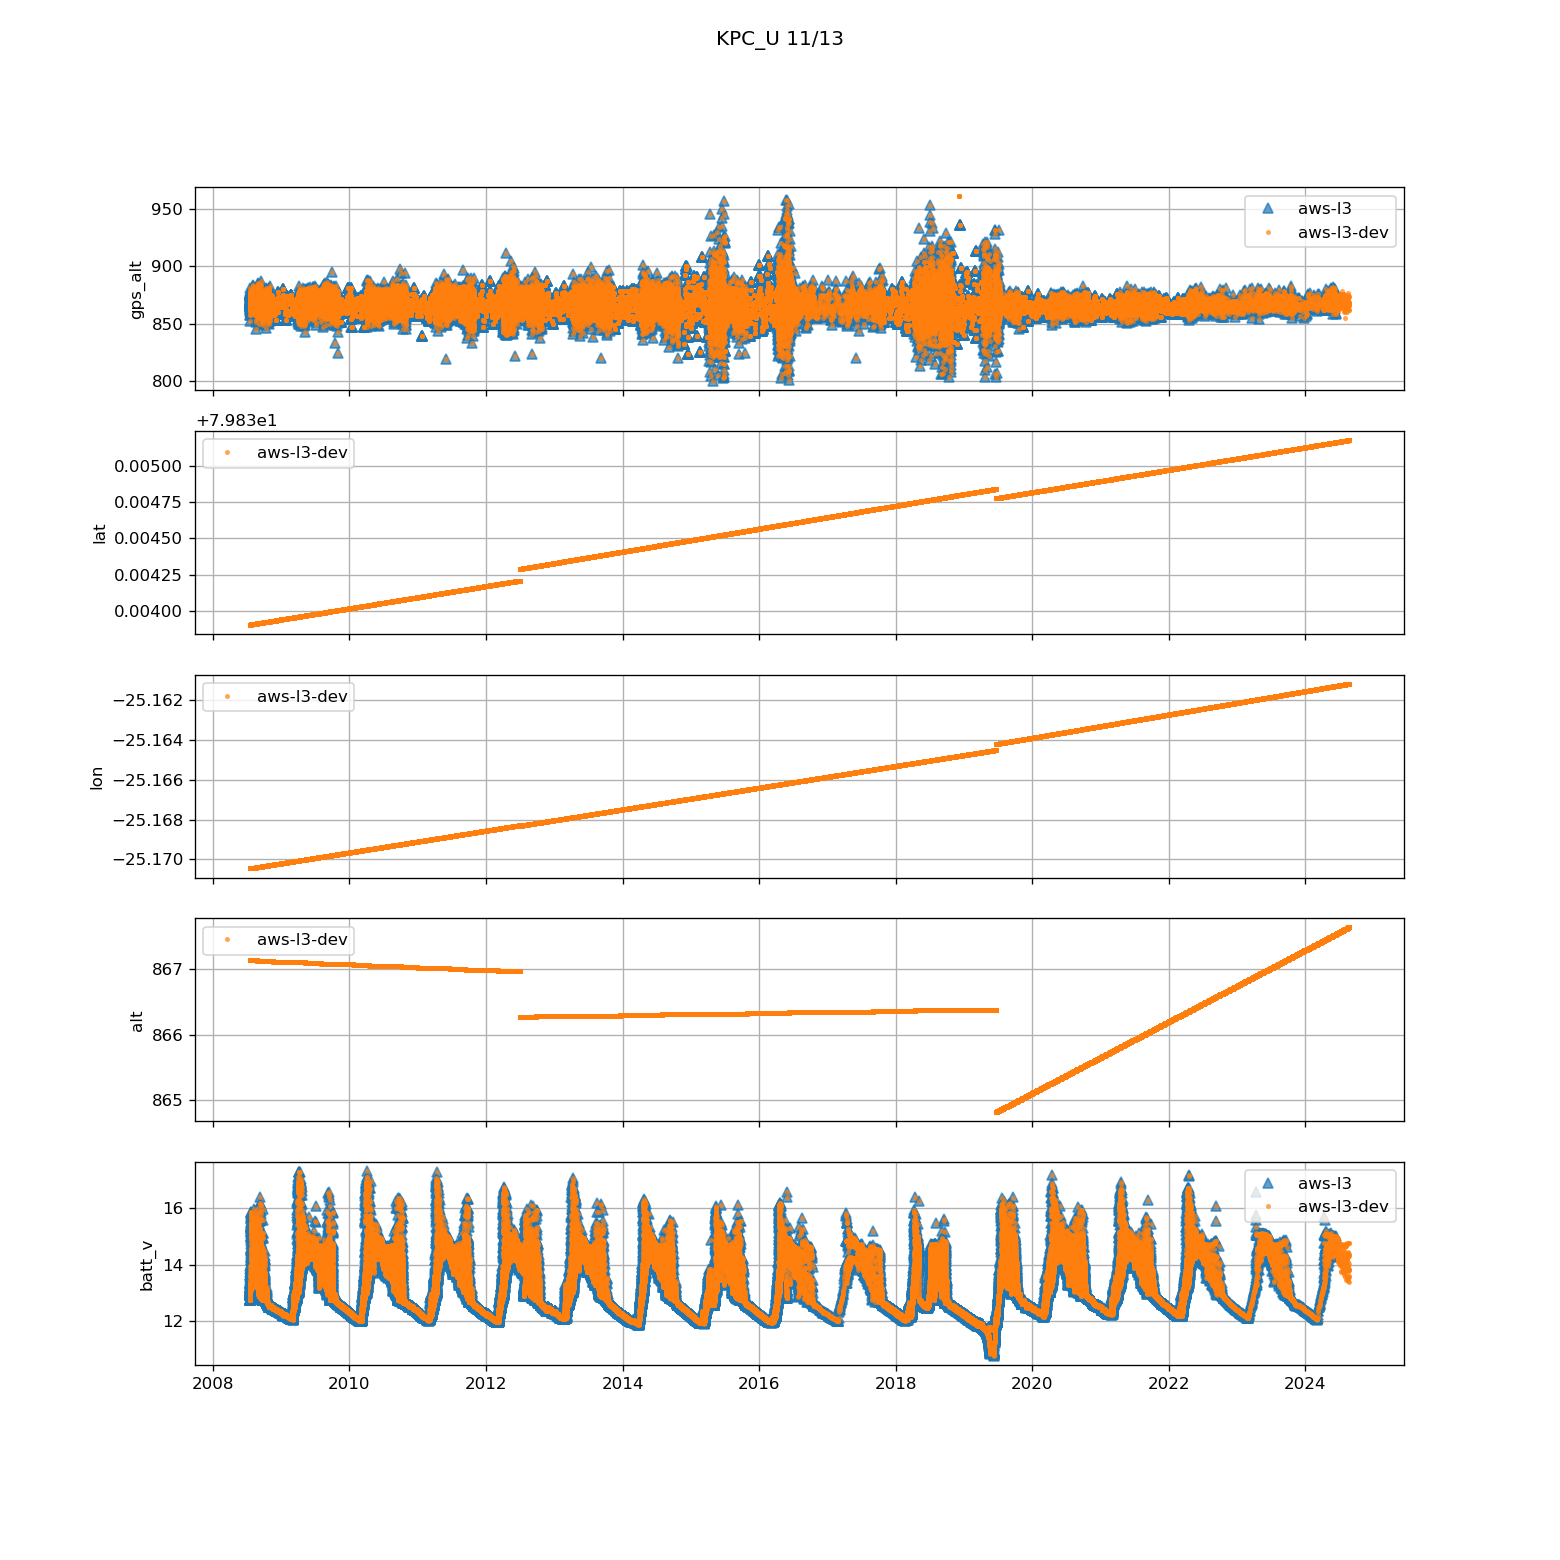 KPC_U 11/13
950
900
850
800
gps_alt
aws-l3
aws-l3-dev
+7.983e1
0.00500
0.00475
0.00450
0.00425
0.00400
lat
aws-l3-dev
−25.162
−25.164
−25.166
−25.168
−25.170
lon
aws-l3-dev
867
866
865
alt
aws-l3-dev
16
14
12
batt_v
aws-l3
aws-l3-dev
2008 2010 2012 2014 2016 2018 2020 2022 2024